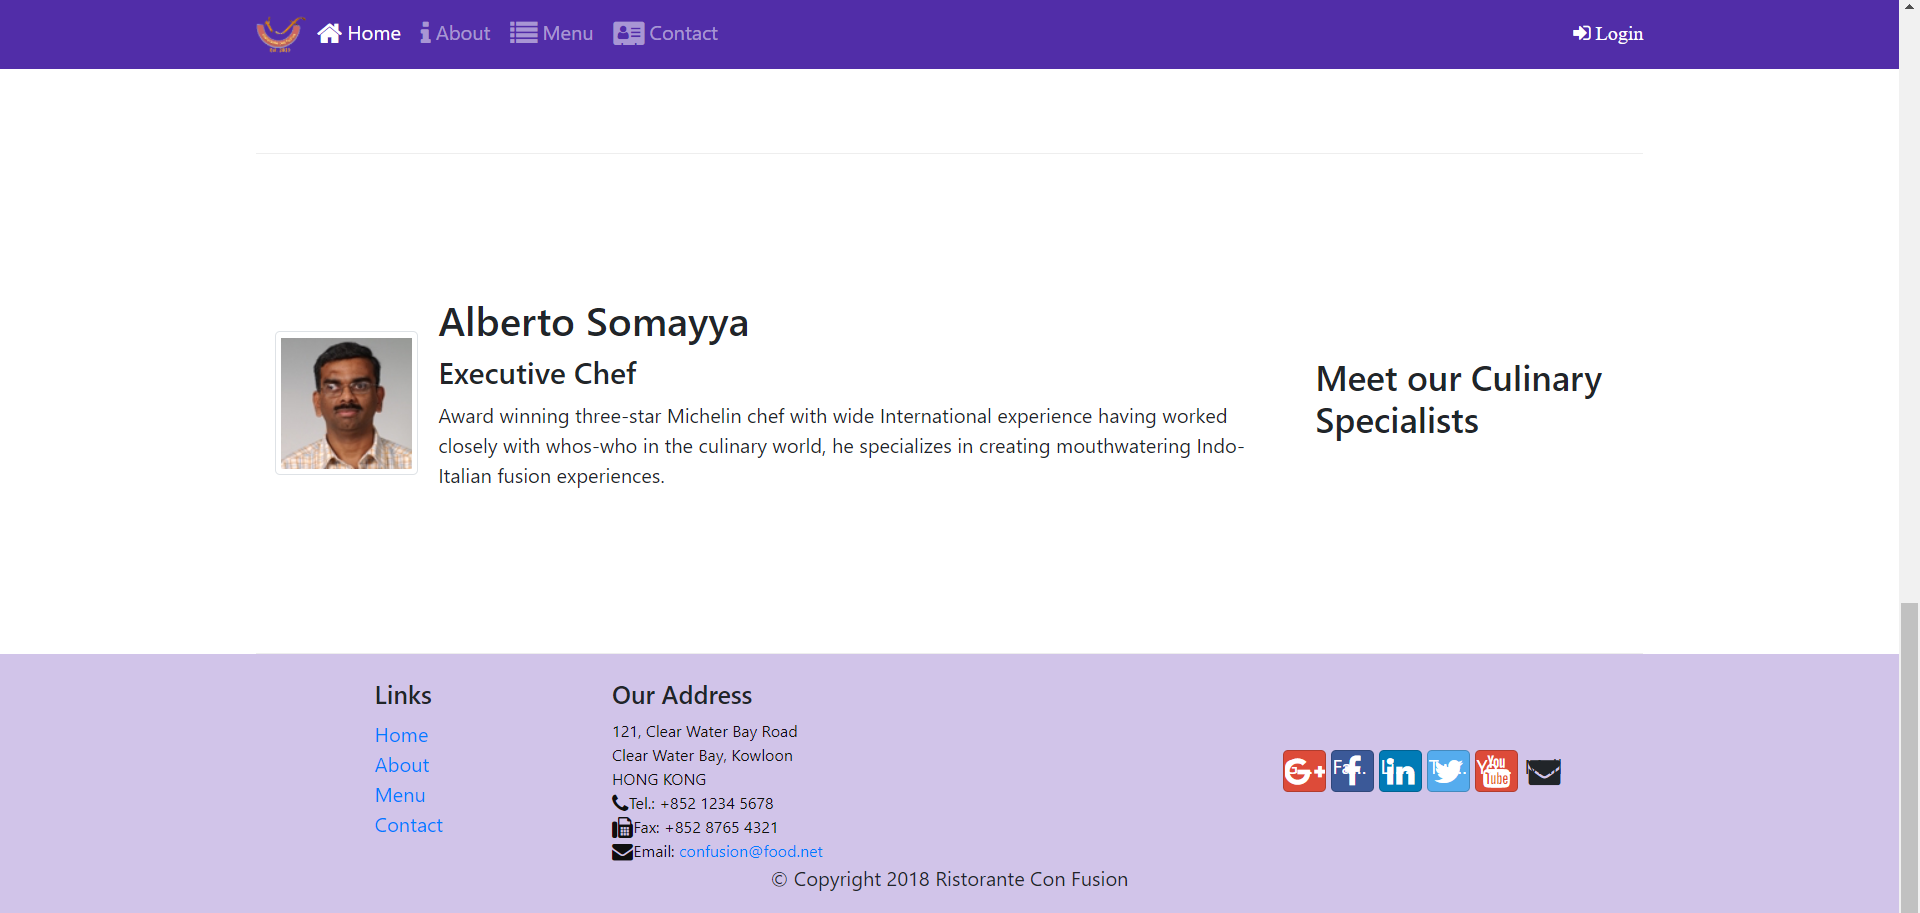 Home About Menu Contact Login
Alberto Somayya
Executive Chef
Award winning three-star Michelin chef with wide International experience having worked
closely with whos-who in the culinary world, he specializes in creating mouthwatering Indo-
Italian fusion experiences.
Meet our Culinary
Specialists
Links
Home
About
Menu
Contact
Our Address
121, Clear Water Bay Road
Clear Water Bay, Kowloon
HONG KONG
Tel.: +852 1234 5678
Fax: +852 8765 4321
Email: confusion@food.net
G+ f in You Tube
© Copyright 2018 Ristorante Con Fusion